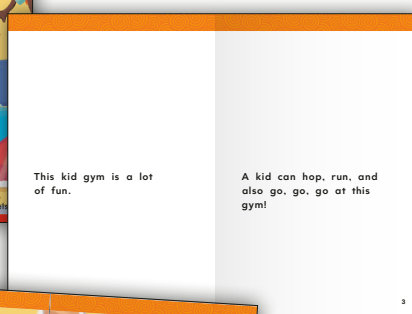 This kid gym is a lot
of fun.
A kid can hop, run, and
also go, go, go at this
gym!
3